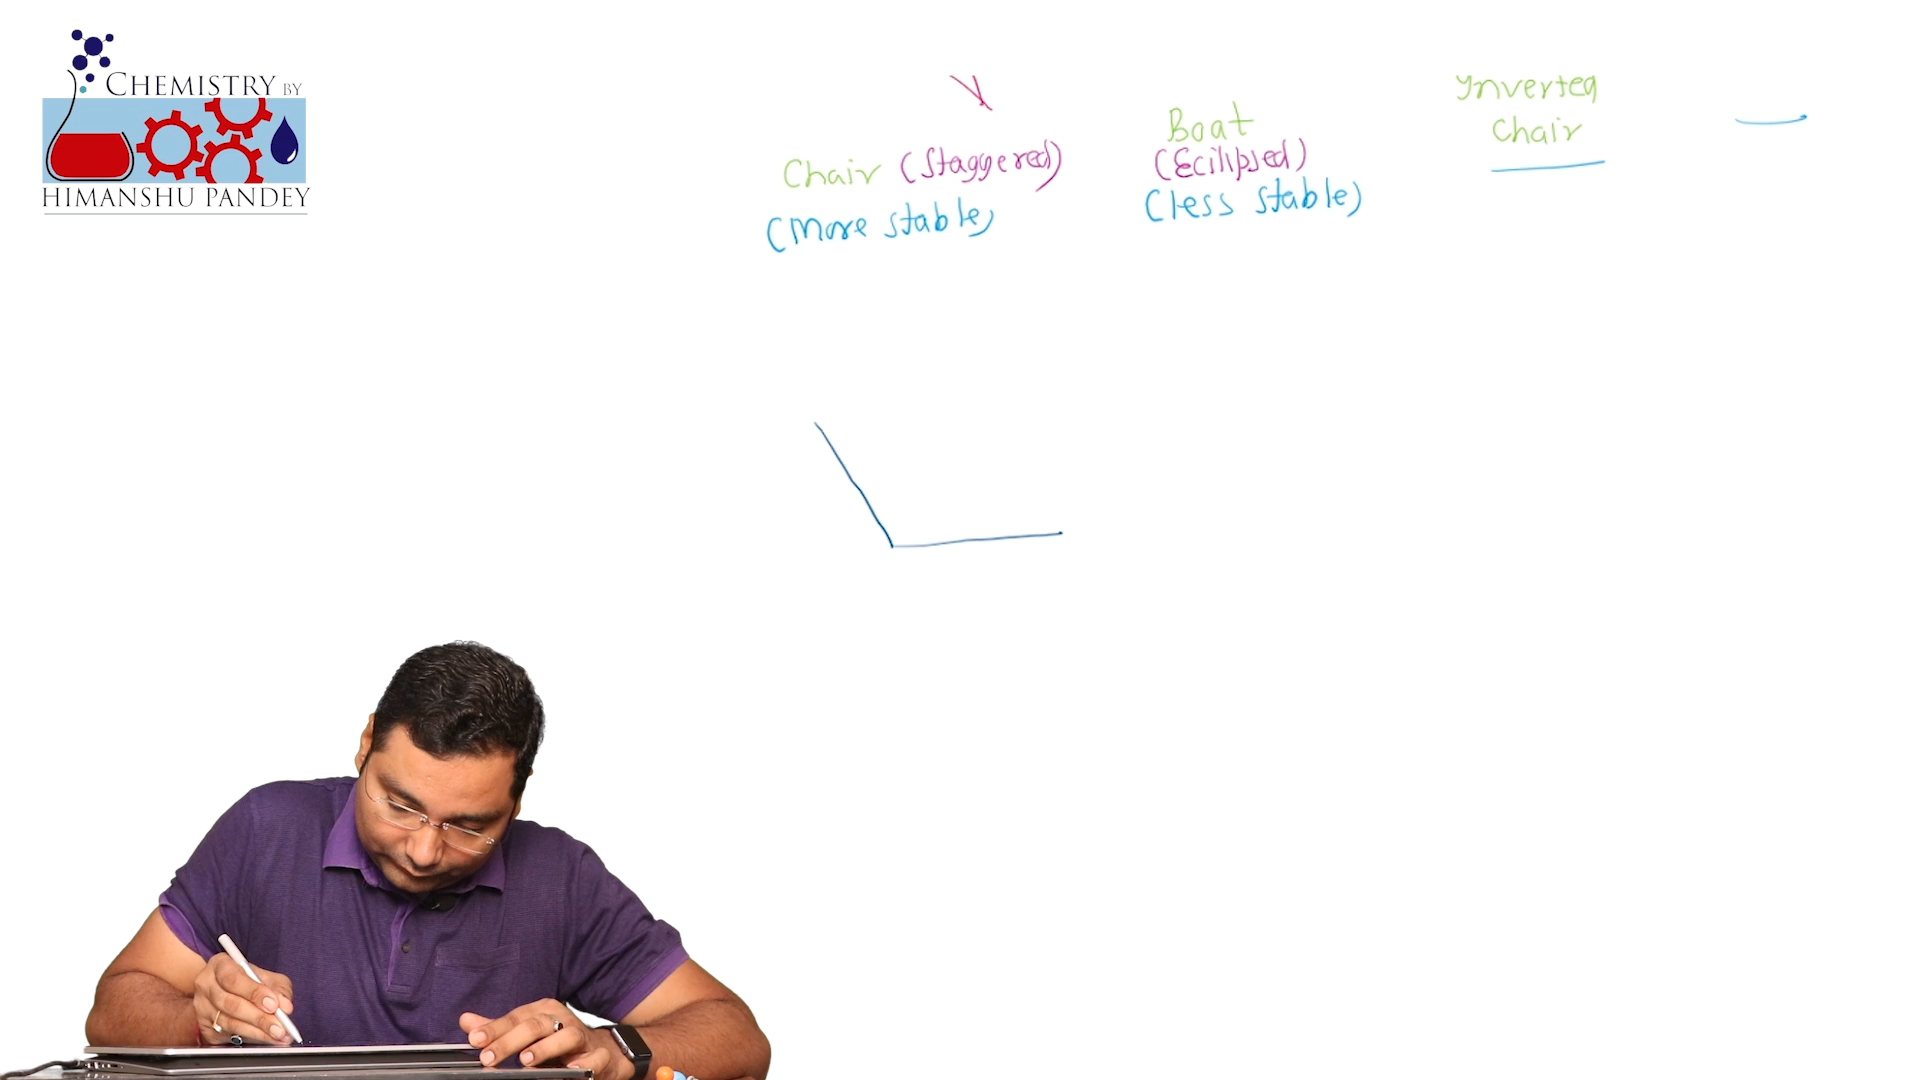 CHEMISTRY BY
HIMANSHU PANDEY
Chair (Staggered)
(More stable)
Boat
(Ecilipsed)
(less stable)
Inverted
Chair